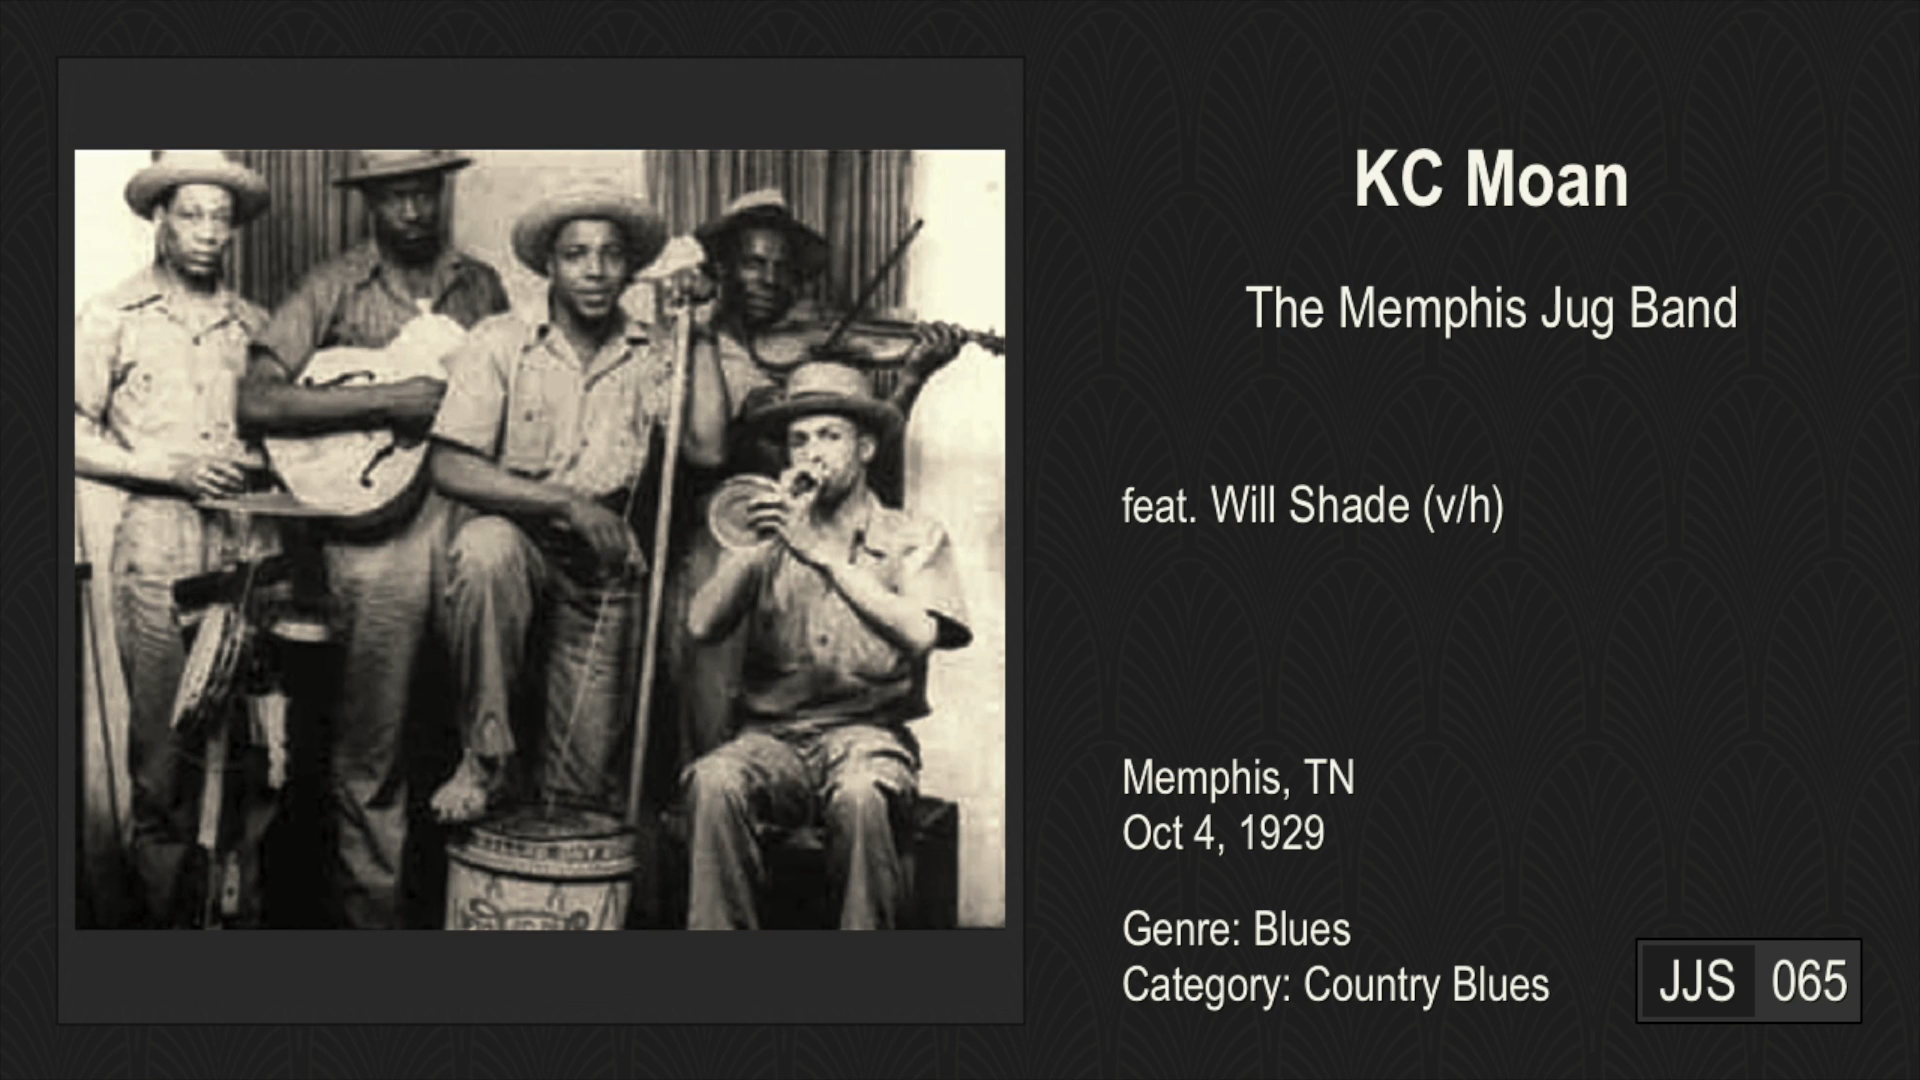 KC Moan
The Memphis Jug Band
feat. Will Shade (v/h)
Memphis, TN
Oct 4, 1929
Genre: Blues
Category: Country Blues
JJS 065